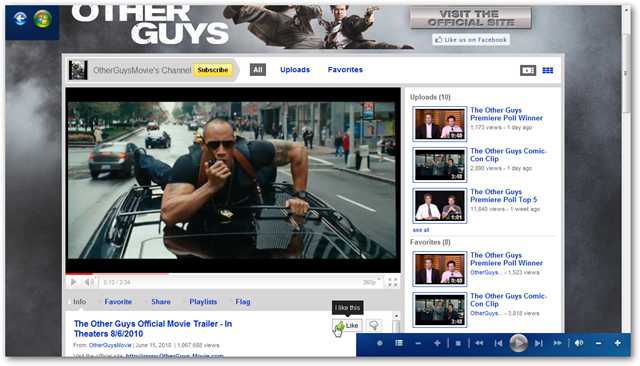 OTHER
GUYS
VISIT THE
OFFICIAL SITE
Like us on Facebook
OtherGuysMovie's Channel
Subscribe
All
Uploads
Favorites
Uploads (10)
The Other Guys
Premiere Poll Winner
1,173 views - 1 day ago
The Other Guys Comic-
Con Clip
2,890 views - 1 day ago
The Other Guys
Premiere Poll Top 5
11,840 views - 1 week ago
see all
Favorites (8)
The Other Guys
Premiere Poll Winner
OtherGuys... - 1,523 views
The Other Guys Comic-
Con Clip
OtherGuys... - 3,818 views
0:10 / 2:34
360p
Info
Favorite
Share
Playlists
Flag
I like this
Like
The Other Guys Official Movie Trailer - In
Theaters 8/6/2010
From: OtherGuysMovie | June 15, 2010 | 1,067,668 views
Visit the official site: http://www.OtherGuys-Movie.com